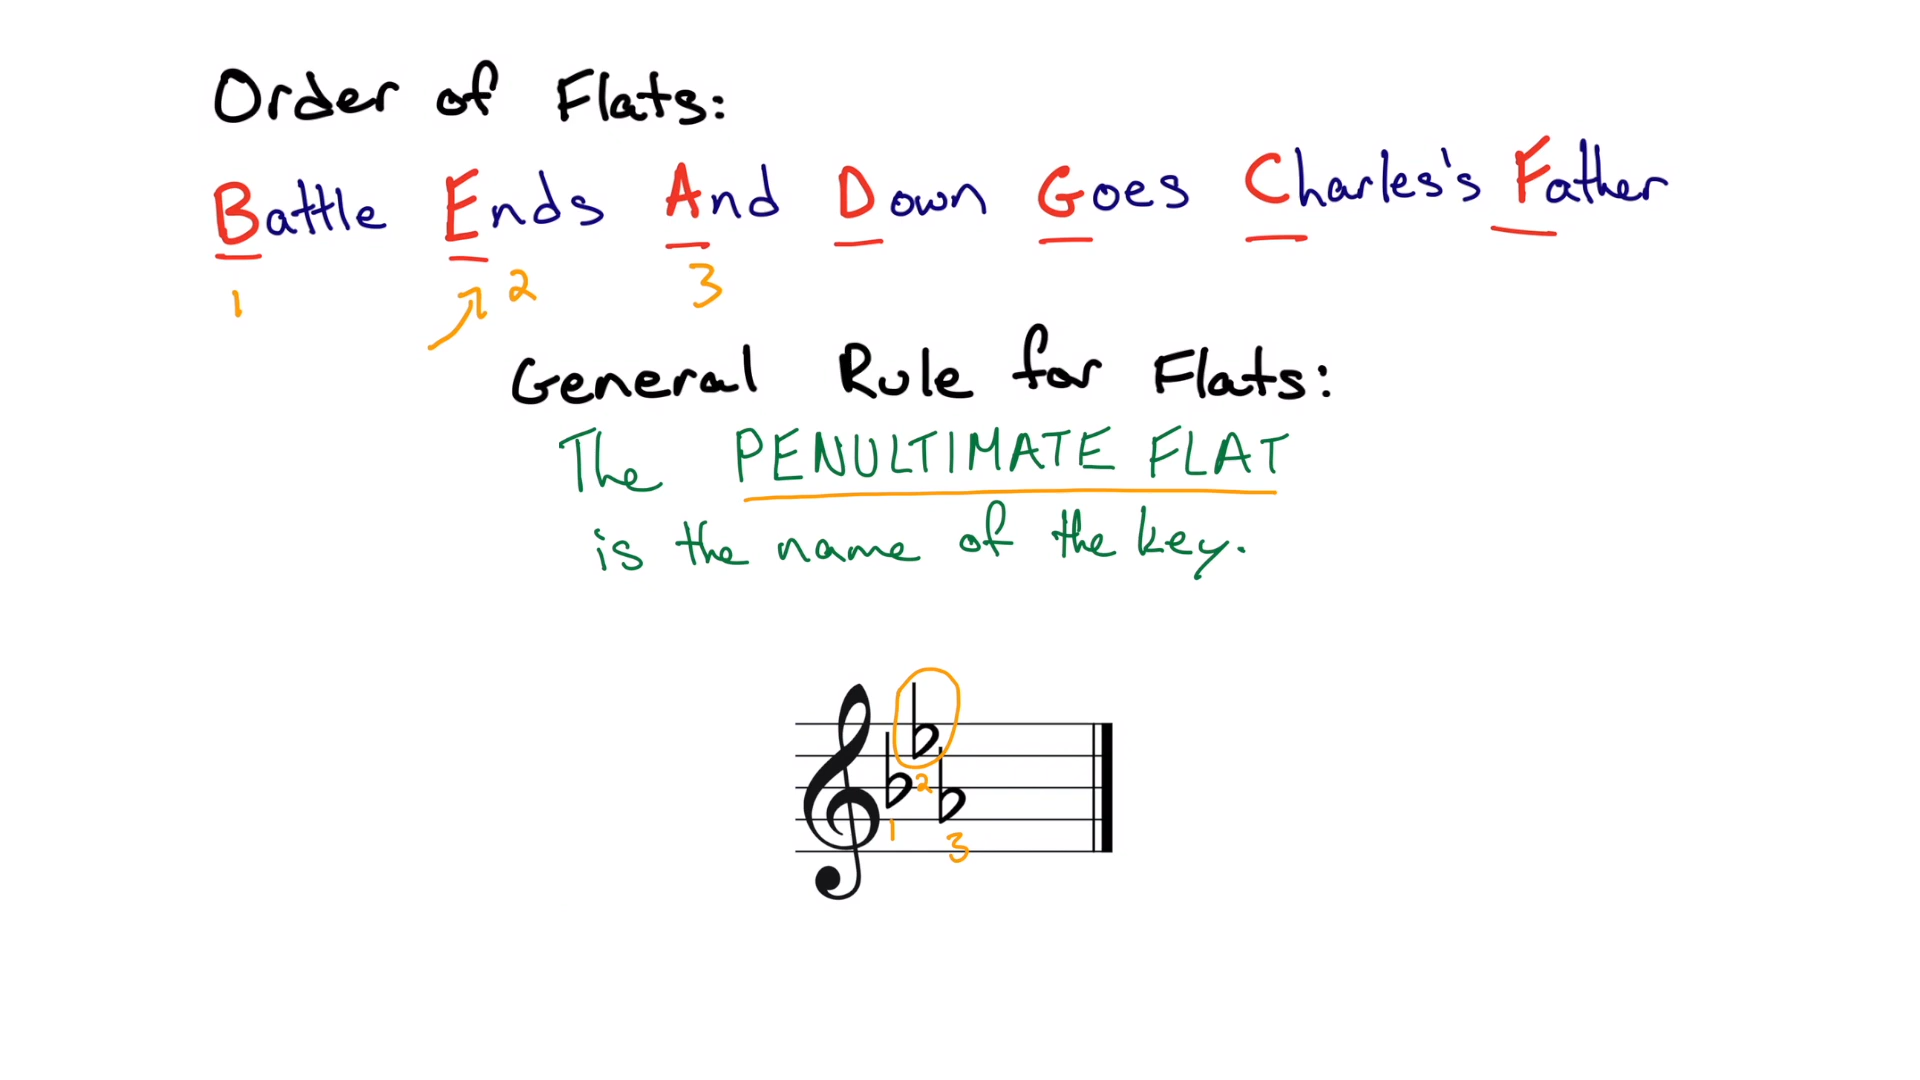 Order of Flats:
Battle Ends And Down Goes Charles's Father
1 2 3
General Rule for Flats:
The PENULTIMATE FLAT
is the name of the key.
2
1
3